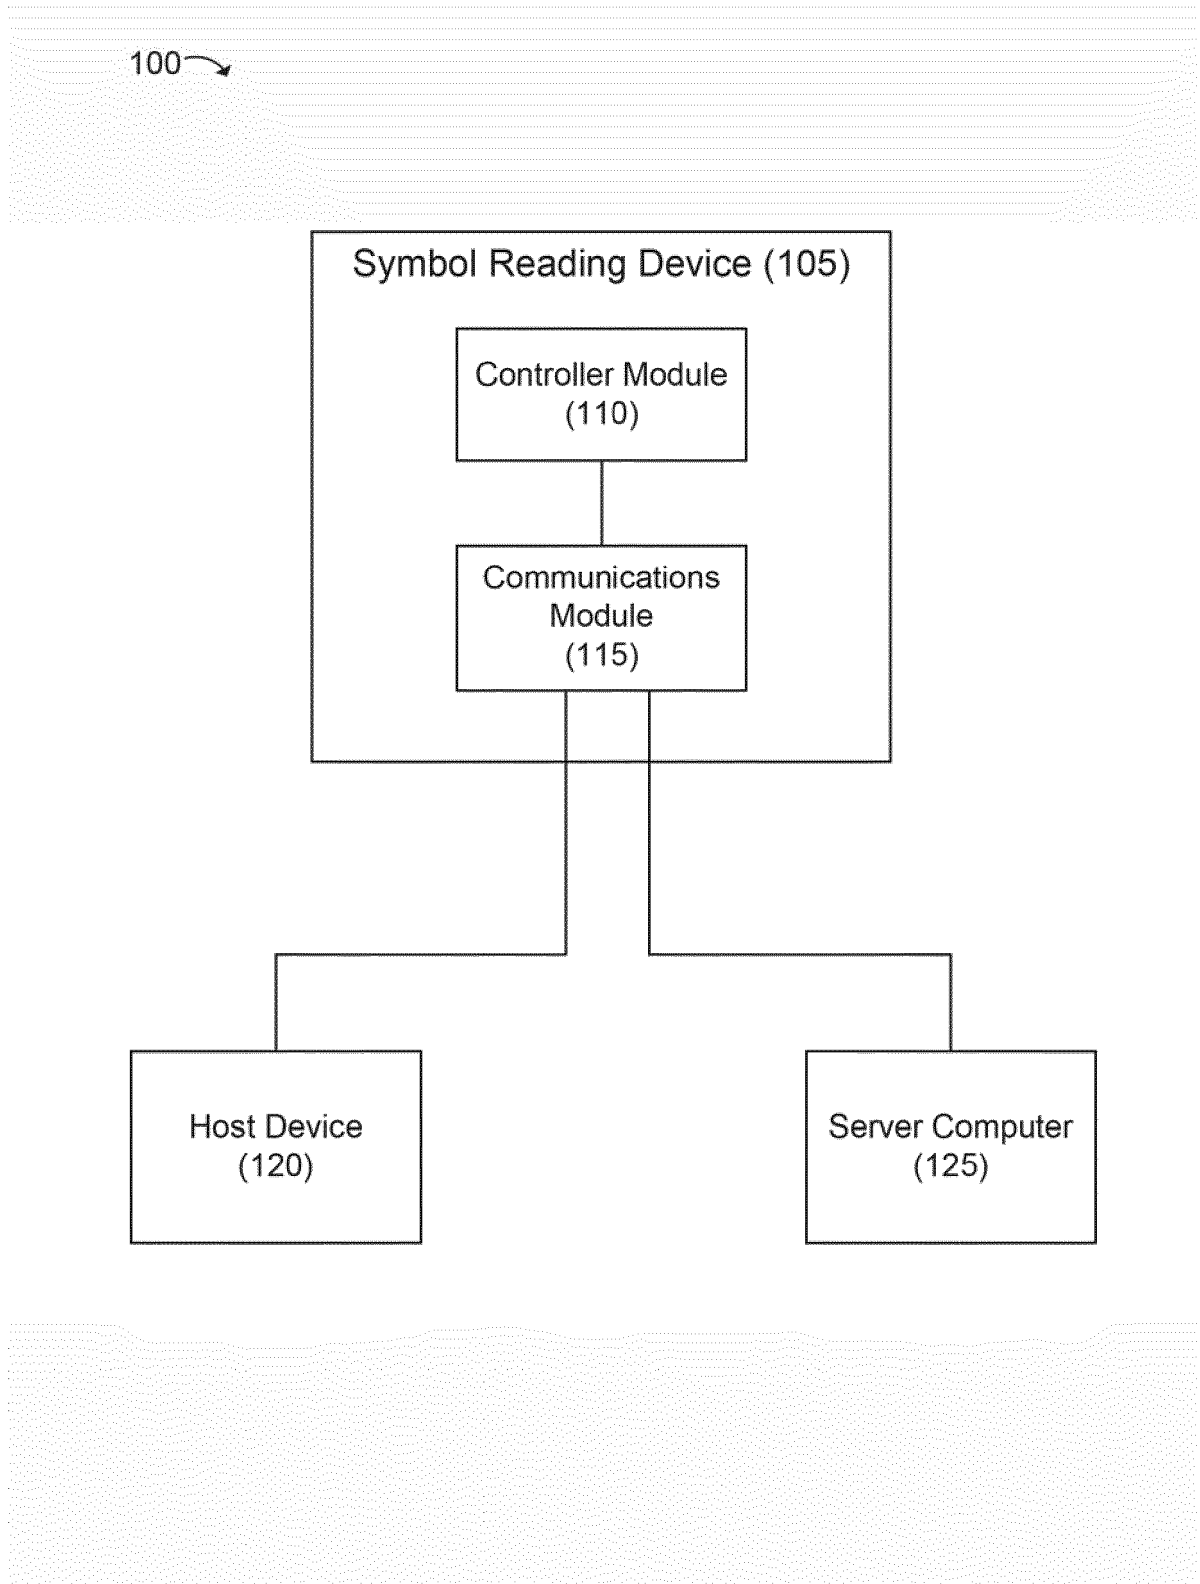 100
Symbol Reading Device (105)
Controller Module
(110)
Communications
Module
(115)
Host Device
(120)
Server Computer
(125)